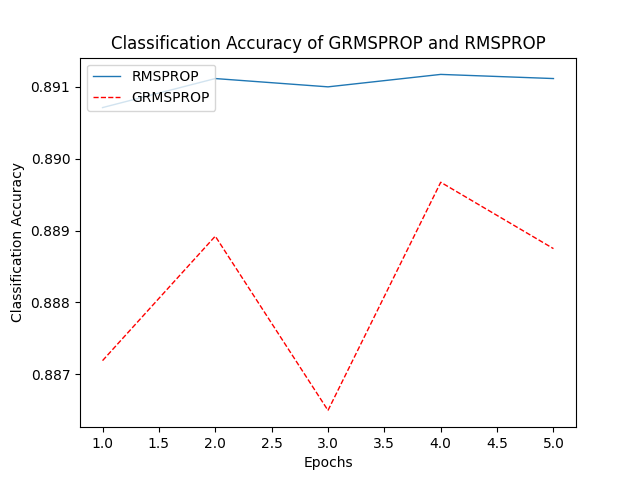 Classification Accuracy of GRMSPROP and RMSPROP
RMSPROP
GRMSPROP
Classification Accuracy
0.891
0.890
0.889
0.888
0.887
1.0 1.5 2.0 2.5 3.0 3.5 4.0 4.5 5.0
Epochs